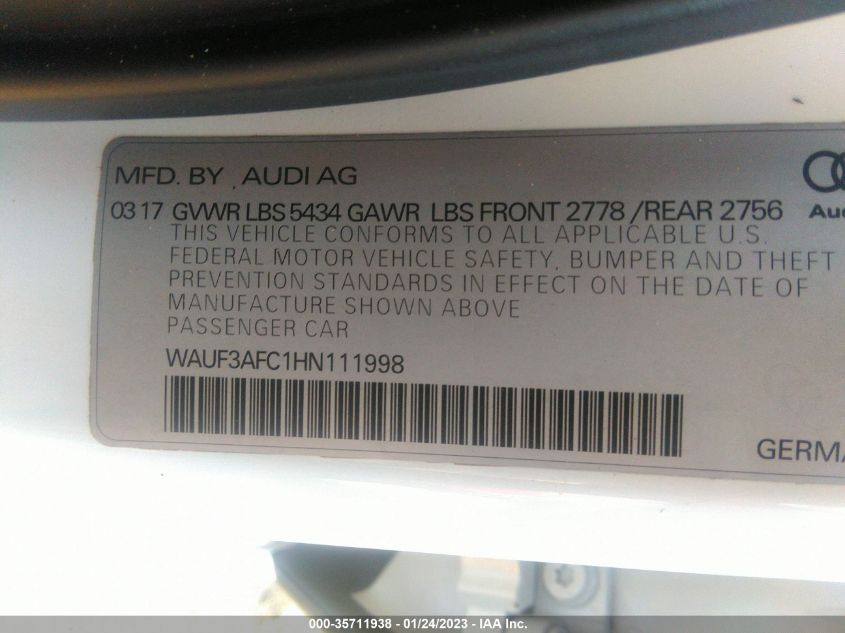 MFD. BY AUDI AG
03 17 GVWR LBS 5434 GAWR LBS FRONT 2778 / REAR 2756
THIS VEHICLE CONFORMS TO ALL APPLICABLE U.S.
FEDERAL MOTOR VEHICLE SAFETY, BUMPER AND THEFT
PREVENTION STANDARDS IN EFFECT ON THE DATE OF
MANUFACTURE SHOWN ABOVE
PASSENGER CAR
WAUF3AFC1HN111998
Aud
GERMA
000-35711938 - 01/24/2023 - IAA Inc.